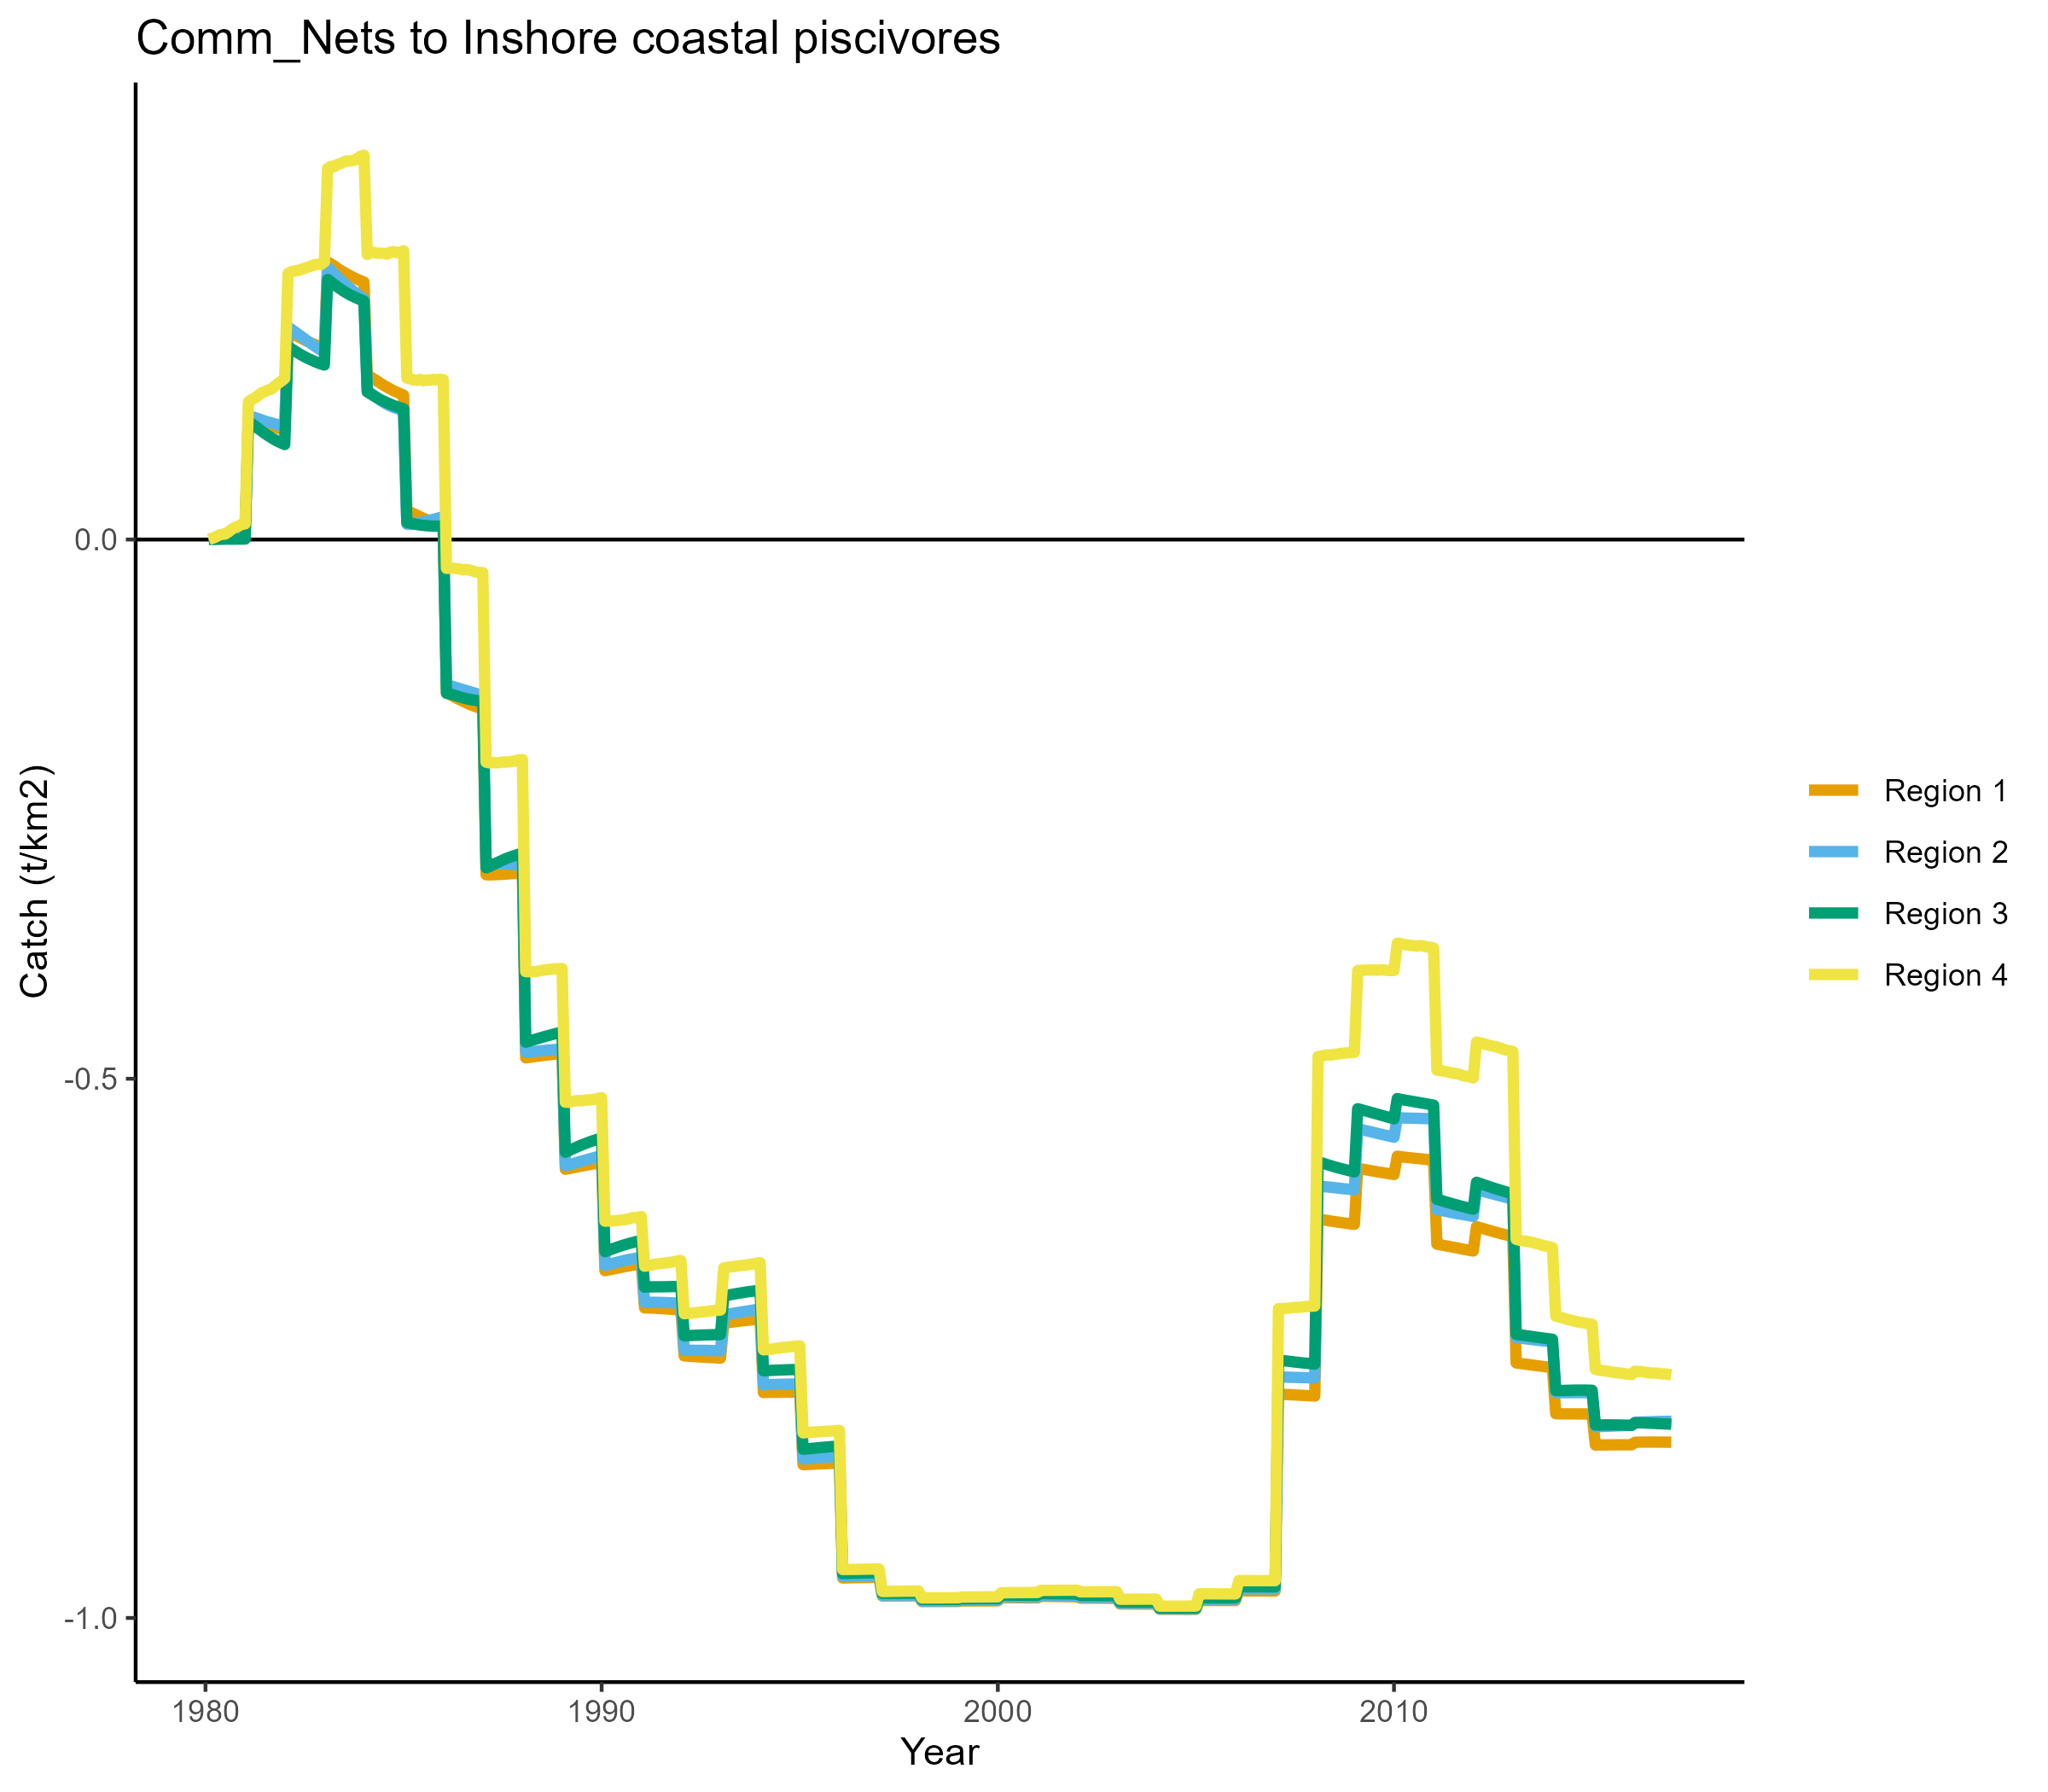 Comm_Nets to Inshore coastal piscivores
Catch (t/km2)
0.0
-0.5
-1.0
1980
1990
2000
2010
Year
Region 1
Region 2
Region 3
Region 4